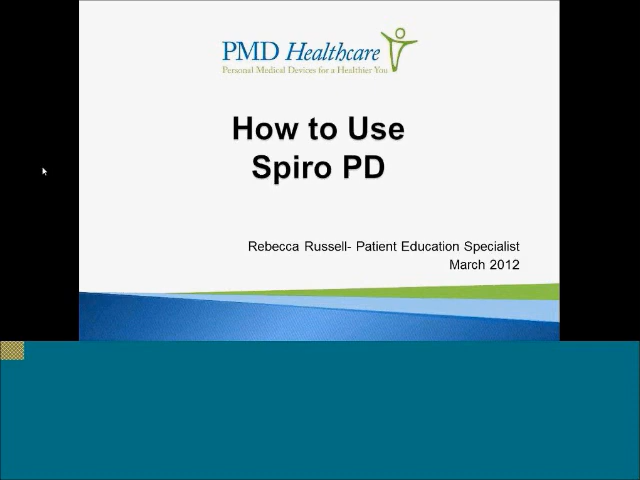 PMD Healthcare
Personal Medical Devices for a Healthier You
How to Use
Spiro PD
Rebecca Russell- Patient Education Specialist
March 2012